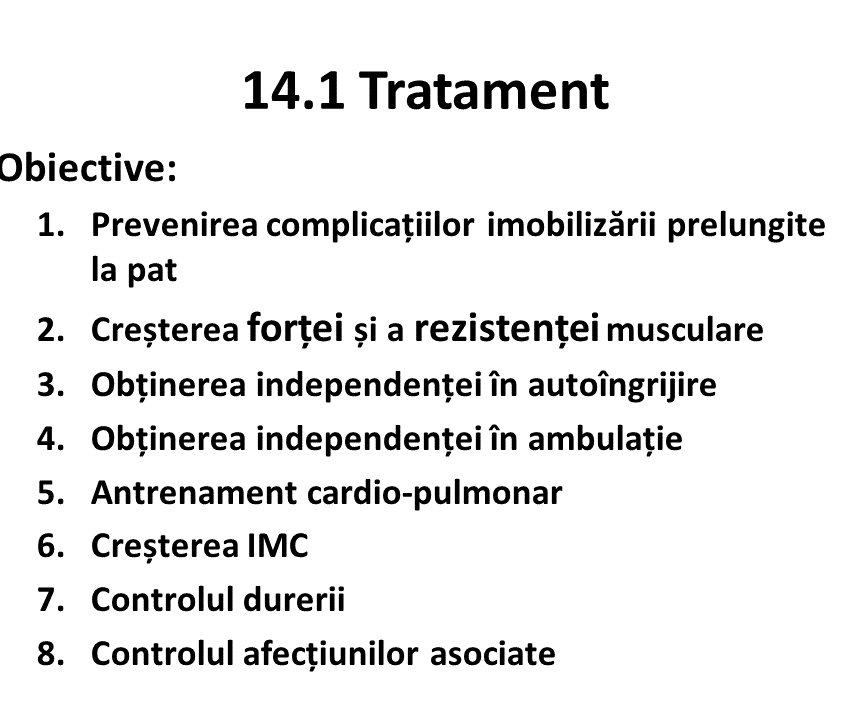 14.1 Tratament
Obiective:
1. Prevenirea complicațiilor imobilizării prelungite
la pat
2. Creșterea forței și a rezistenței musculare
3. Obținerea independenței în autoîngrijire
4. Obținerea independenței în ambulație
5. Antrenament cardio-pulmonar
6. Creșterea IMC
7. Controlul durerii
8. Controlul afecțiunilor asociate